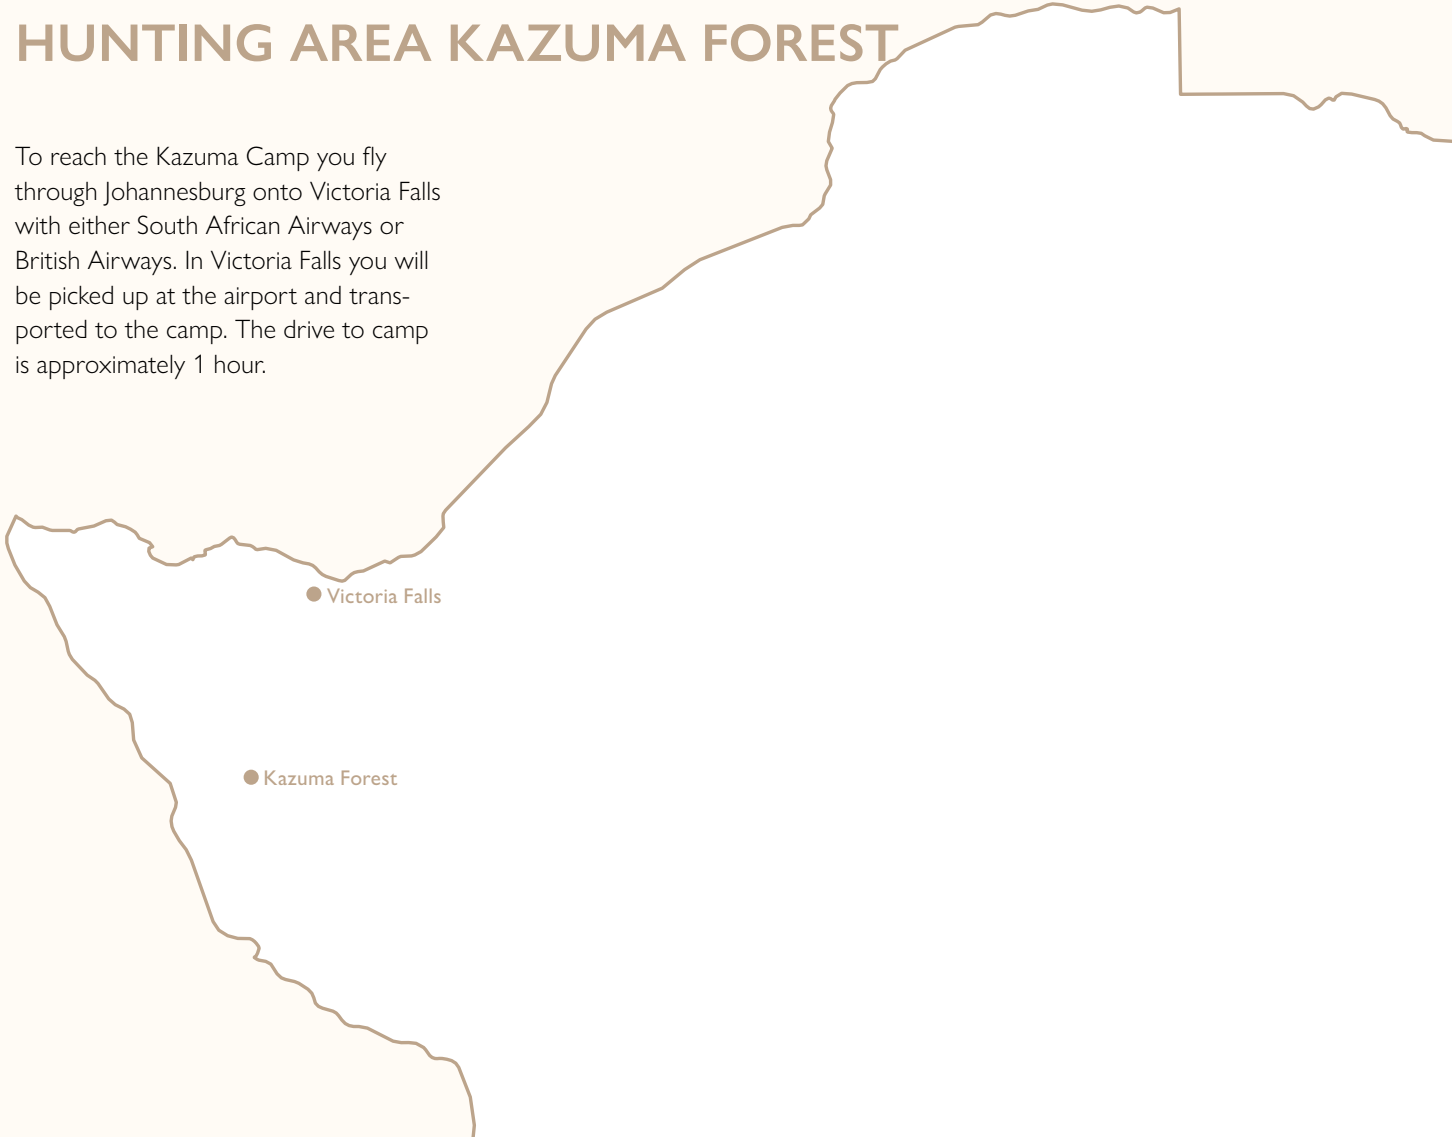 HUNTING AREA KAZUMA FOREST
To reach the Kazuma Camp you fly
through Johannesburg onto Victoria Falls
with either South African Airways or
British Airways. In Victoria Falls you will
be picked up at the airport and trans-
ported to the camp. The drive to camp
is approximately 1 hour.
Victoria Falls
Kazuma Forest